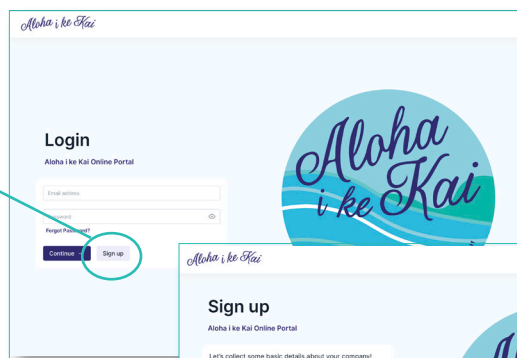 Aloha i ke Kai
Login
Aloha i ke Kai Online Portal
Email address
Password
Forgot Password?
Continue →
Sign up
Aloha
i ke Kai
Aloha i ke Kai
Sign up
Aloha i ke Kai Online Portal
Let's collect some basic details about your company!